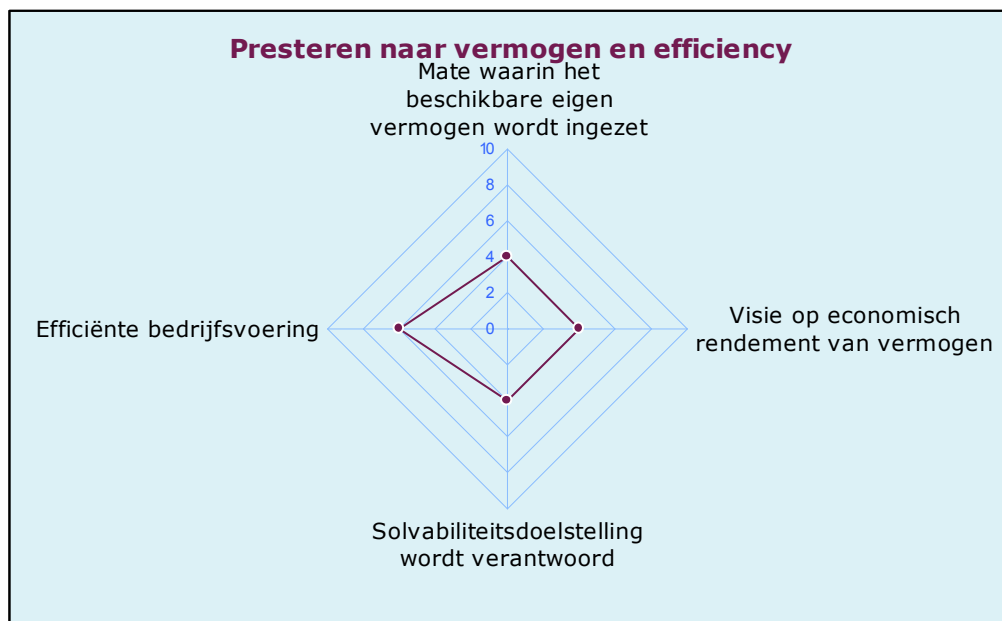 Presteren naar vermogen en efficiency
Mate waarin het
beschikbare eigen
vermogen wordt ingezet
10
8
6
4
2
0
Efficiënte bedrijfsvoering
Visie op economisch
rendement van vermogen
Solvabiliteitsdoelstelling
wordt verantwoord